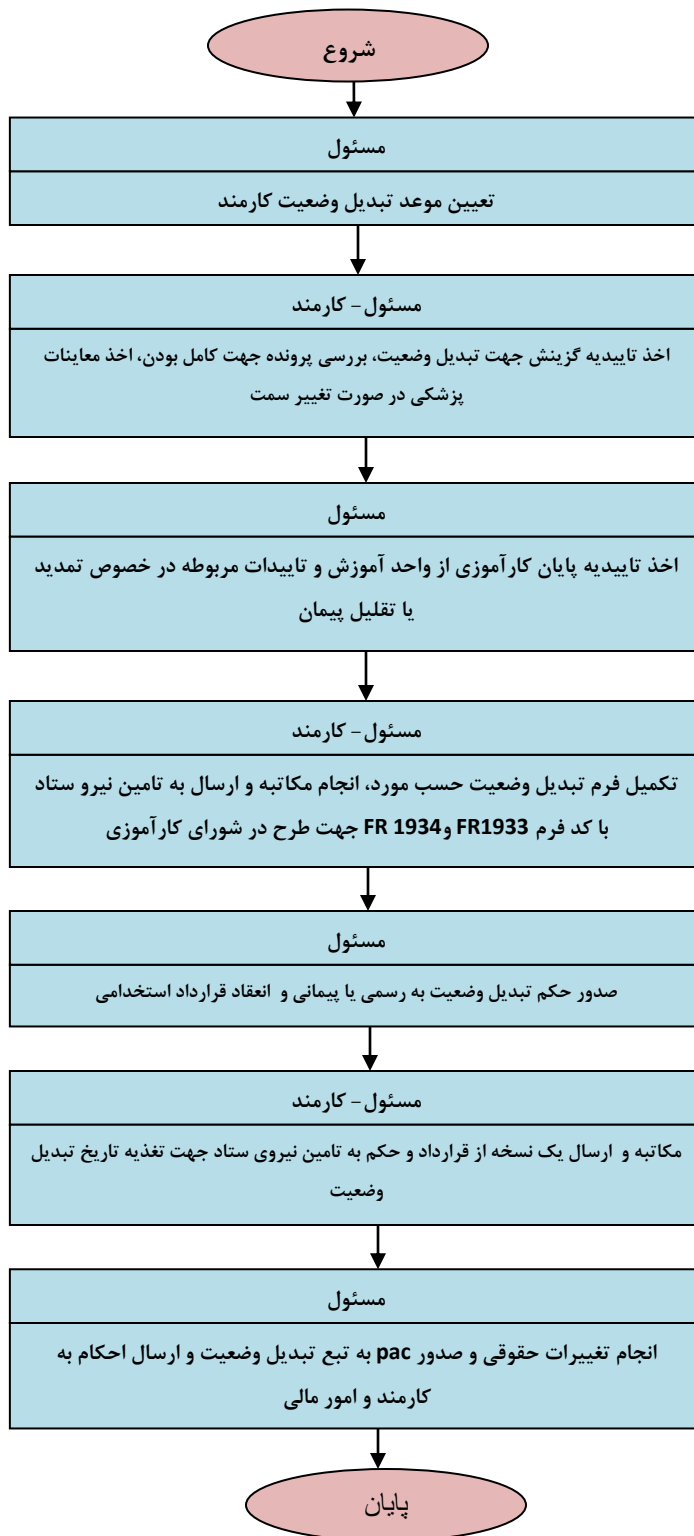 شروع
مسئول
تعیین موعد تبدیل وضعیت کارمند
مسئول - کارمند
اخذ تاییدیه گزینش جهت تبدیل وضعیت، بررسی پرونده جهت کامل بودن، اخذ معاینات
پزشکی در صورت تغییر سمت
مسئول
اخذ تاییدیه پایان کارآموزی از واحد آموزش و تاییدات مربوطه در خصوص تمدید
یا تقلیل پیمان
مسئول - کارمند
تکمیل فرم تبدیل وضعیت حسب مورد، انجام مکاتبه و ارسال به تامین نیرو ستاد
با کد فرم FR1933 و FR 1934 جهت طرح در شورای کارآموزی
مسئول
صدور حکم تبدیل وضعیت به رسمی یا پیمانی و انعقاد قرارداد استخدامی
مسئول - کارمند
مکاتبه و ارسال یک نسخه از قرارداد و حکم به تامین نیروی ستاد جهت تغذیه تاریخ تبدیل
وضعیت
مسئول
انجام تغییرات حقوقی و صدور pac به تبع تبدیل وضعیت و ارسال احکام به
کارمند و امور مالی
پایان